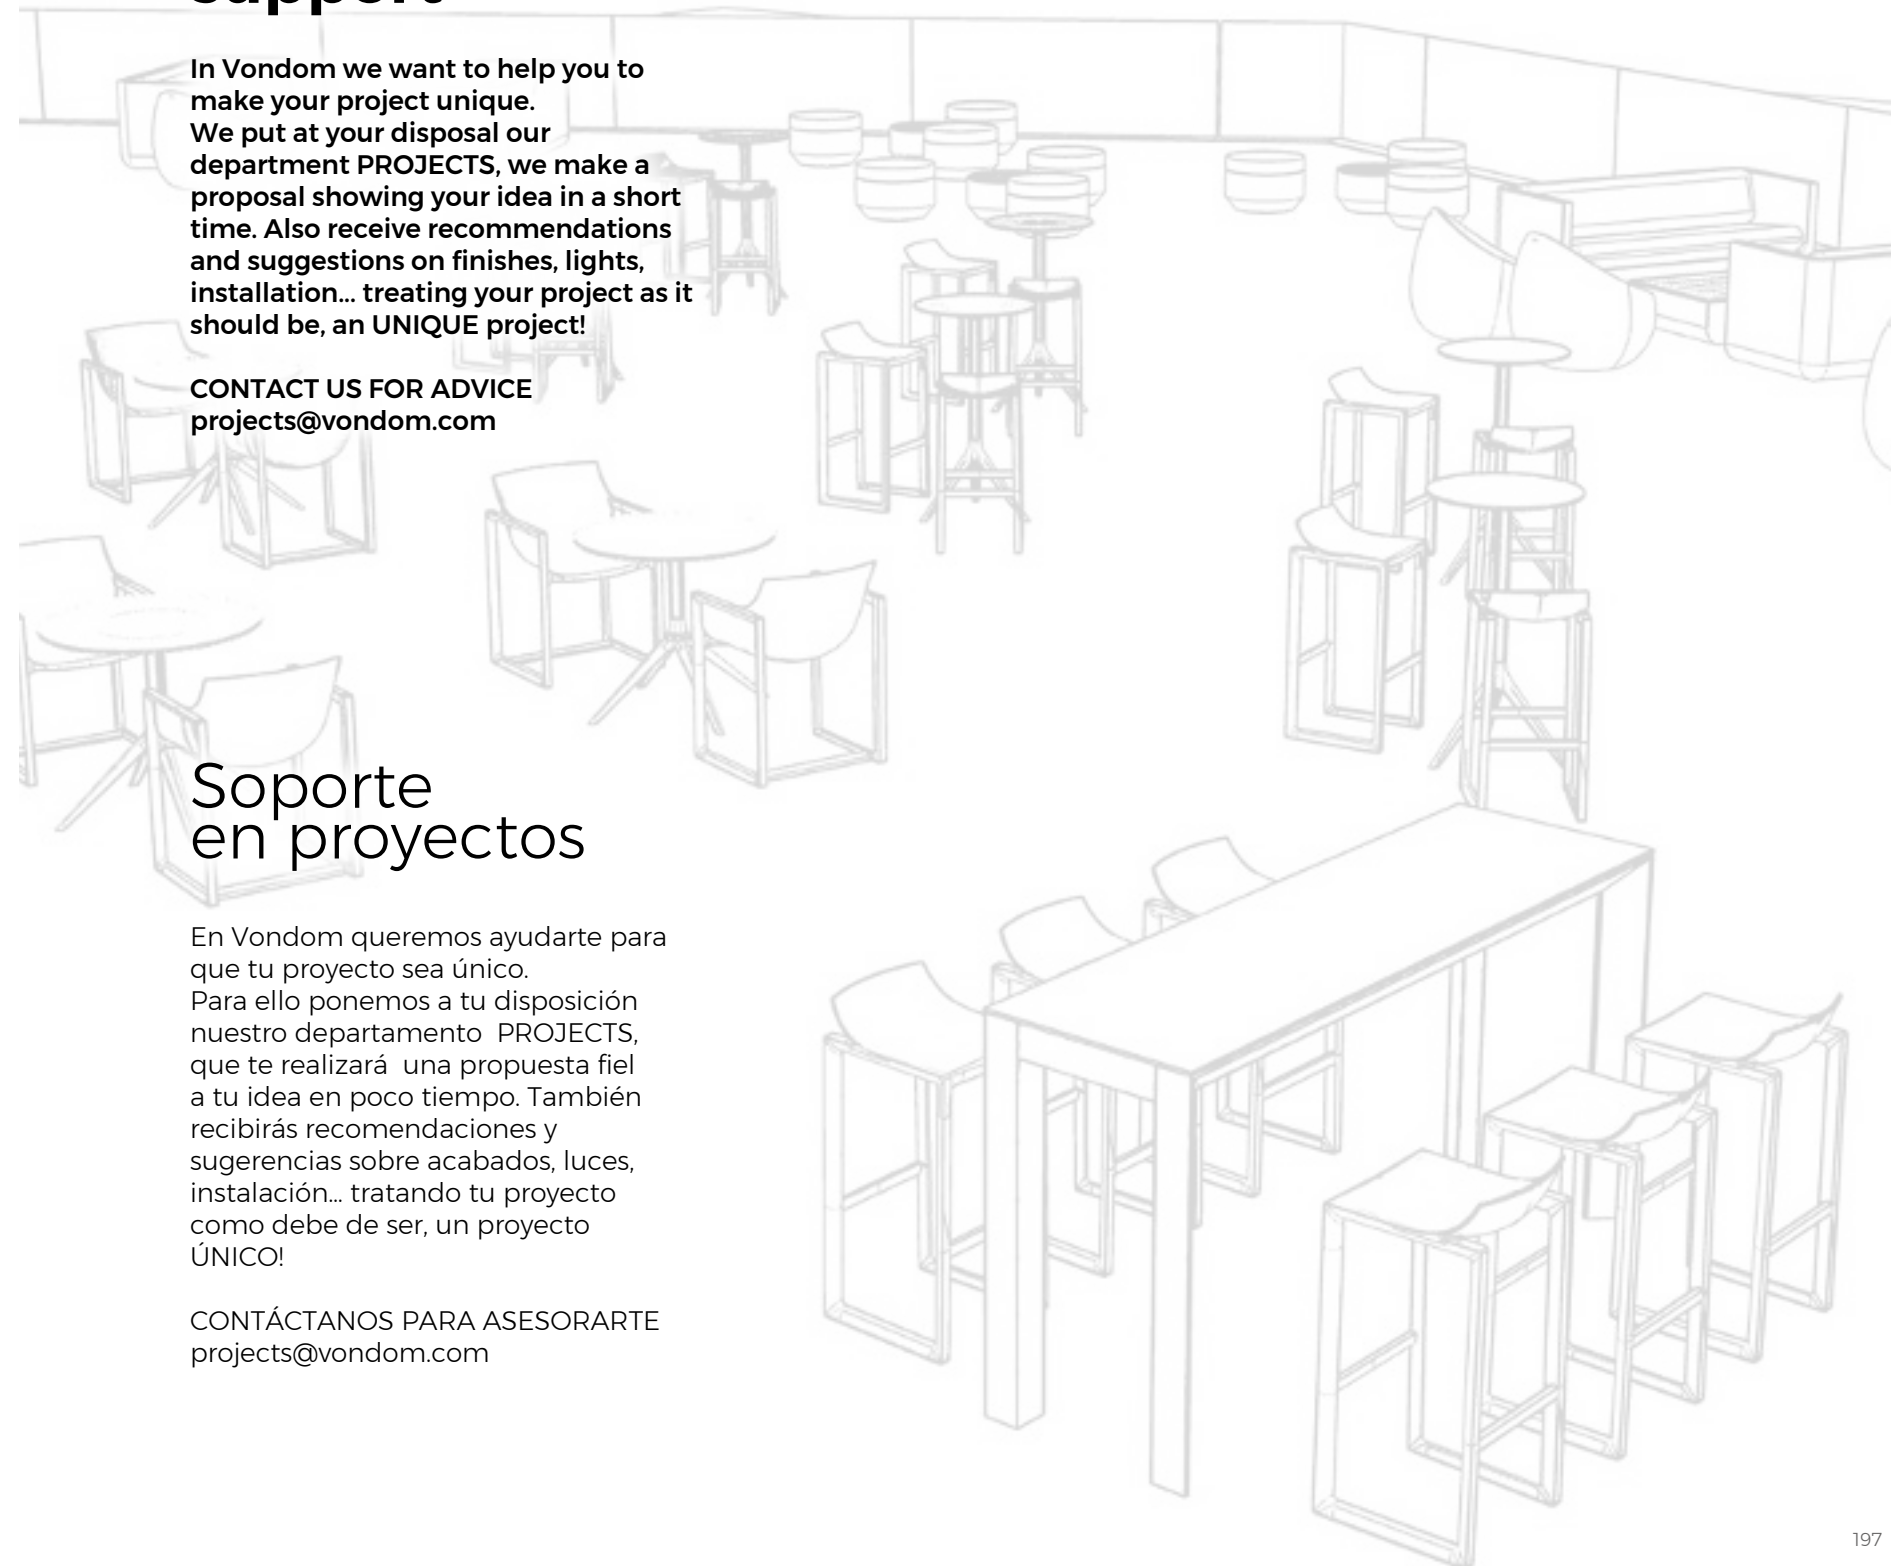 support
In Vondom we want to help you to
make your project unique.
We put at your disposal our
department PROJECTS, we make a
proposal showing your idea in a short
time. Also receive recommendations
and suggestions on finishes, lights,
installation... treating your project as it
should be, an UNIQUE project!
CONTACT US FOR ADVICE
projects@vondom.com
Soporte
en proyectos
En Vondom queremos ayudarte para
que tu proyecto sea único.
Para ello ponemos a tu disposición
nuestro departamento PROJECTS,
que te realizará una propuesta fiel
a tu idea en poco tiempo. También
recibirás recomendaciones y
sugerencias sobre acabados, luces,
instalación... tratando tu proyecto
como debe de ser, un proyecto
ÚNICO!
CONTÁCTANOS PARA ASESORARTE
projects@vondom.com
197